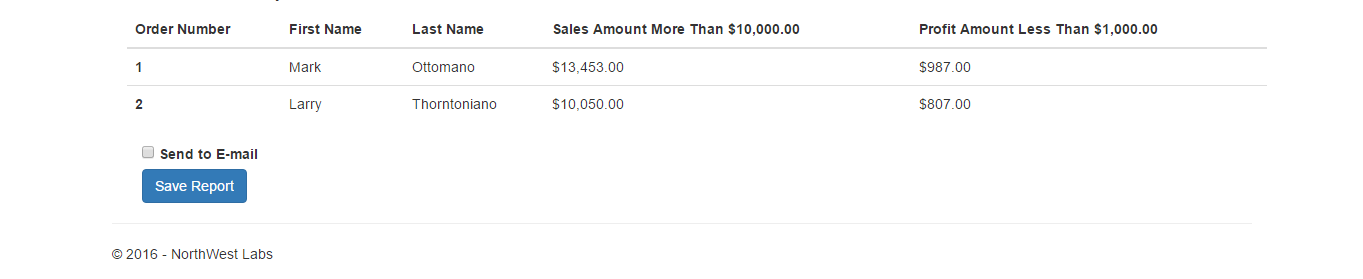 Order Number First Name Last Name Sales Amount More Than $10,000.00 Profit Amount Less Than $1,000.00
1 Mark Ottomano $13,453.00 $987.00
2 Larry Thorntoniano $10,050.00 $807.00
Send to E-mail
Save Report
© 2016 - NorthWest Labs